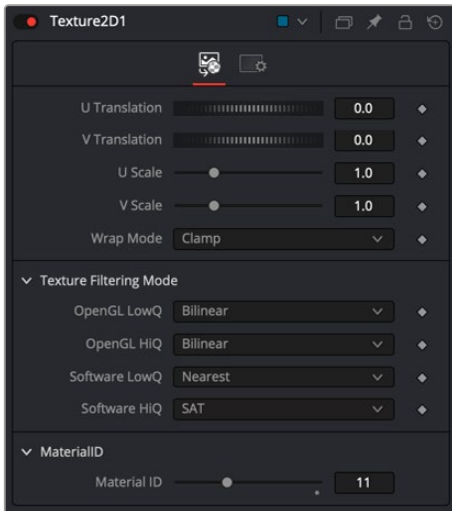 Texture2D1
U Translation 0.0
V Translation 0.0
U Scale 1.0
V Scale 1.0
Wrap Mode Clamp
Texture Filtering Mode
OpenGL LowQ Bilinear
OpenGL HiQ Bilinear
Software LowQ Nearest
Software HiQ SAT
MaterialID
Material ID 11